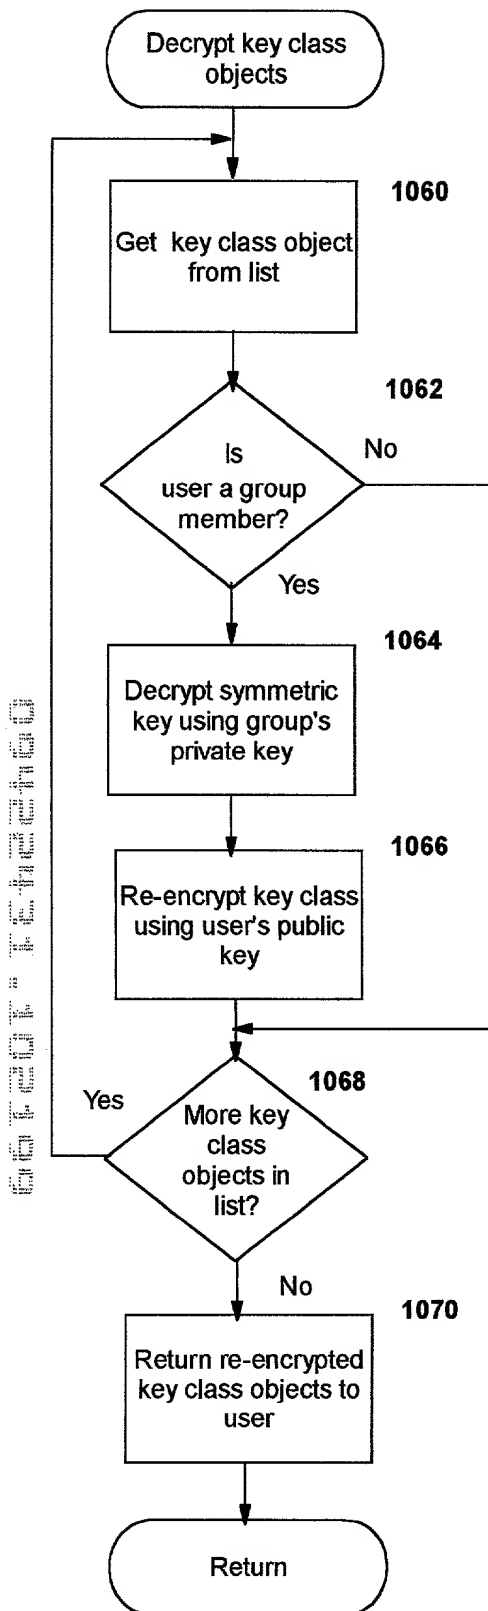 Decrypt key class
objects
1060
Get key class object
from list
1062
Is
user a group
member?
No
Yes
1064
Decrypt symmetric
key using group's
private key
1066
Re-encrypt key class
using user's public
key
1068
Yes
More key
class
objects in
list?
No
1070
Return re-encrypted
key class objects to
user
Return